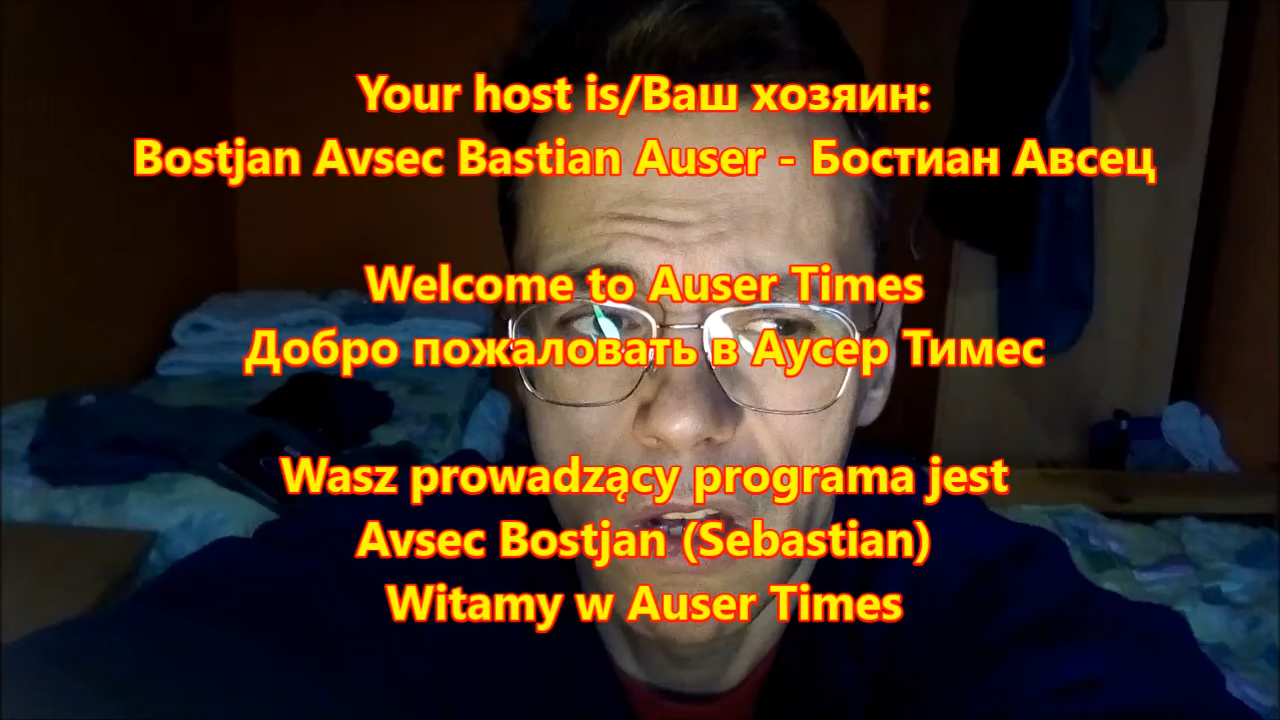 Your host is/Ваш хозяин:
Bostjan Avsec Bastian Auser - Бостиан Авсец
Welcome to Auser Times
Добро пожаловать в Аусер Тимес
Wasz prowadzący programa jest
Avsec Bostjan (Sebastian)
Witamy w Auser Times